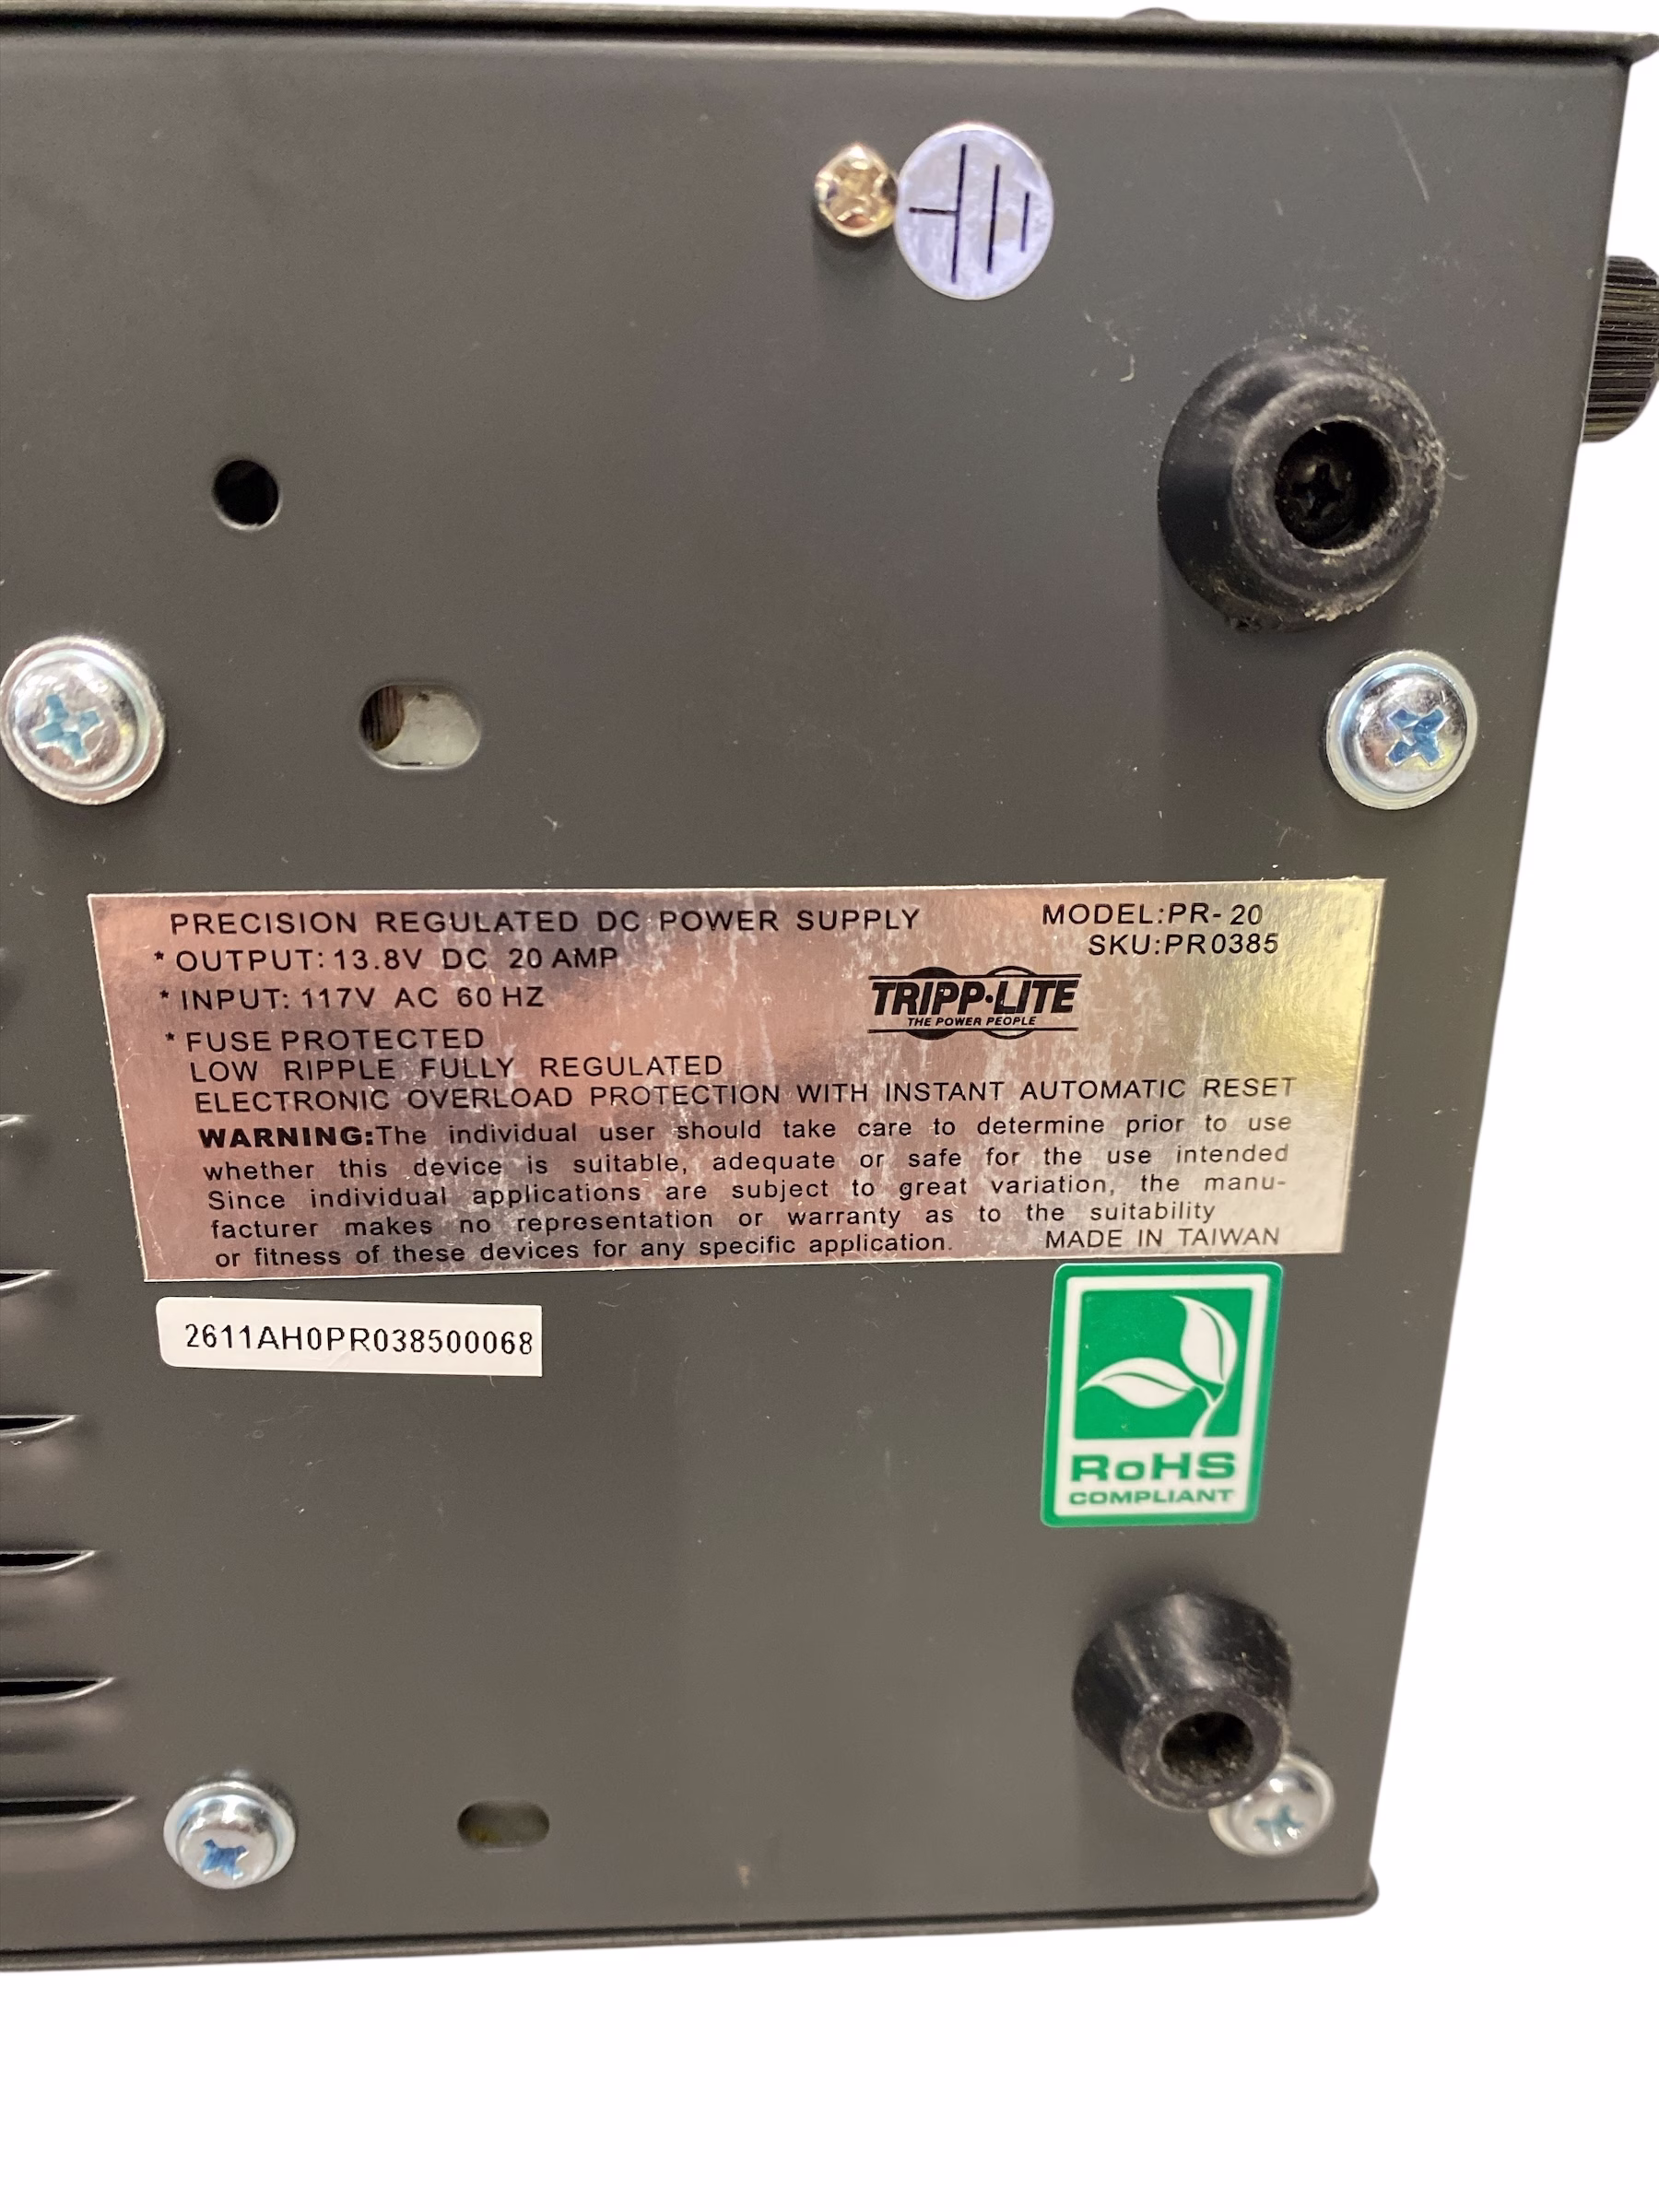 PRECISION REGULATED DC POWER SUPPLY
MODEL:PR-20
SKU:PR0385
* OUTPUT: 13.8V DC 20 AMP
* INPUT: 117V AC 60 HZ
TRIPP·LITE
THE POWER PEOPLE
* FUSE PROTECTED
LOW RIPPLE FULLY REGULATED
ELECTRONIC OVERLOAD PROTECTION WITH INSTANT AUTOMATIC RESET
WARNING:The individual user should take care to determine prior to use
whether this device is suitable, adequate or safe for the use intended
Since individual applications are subject to great variation, the manu-
facturer makes no representation or warranty as to the suitability
or fitness of these devices for any specific application.
MADE IN TAIWAN
2611AH0PR038500068
RoHS
COMPLIANT